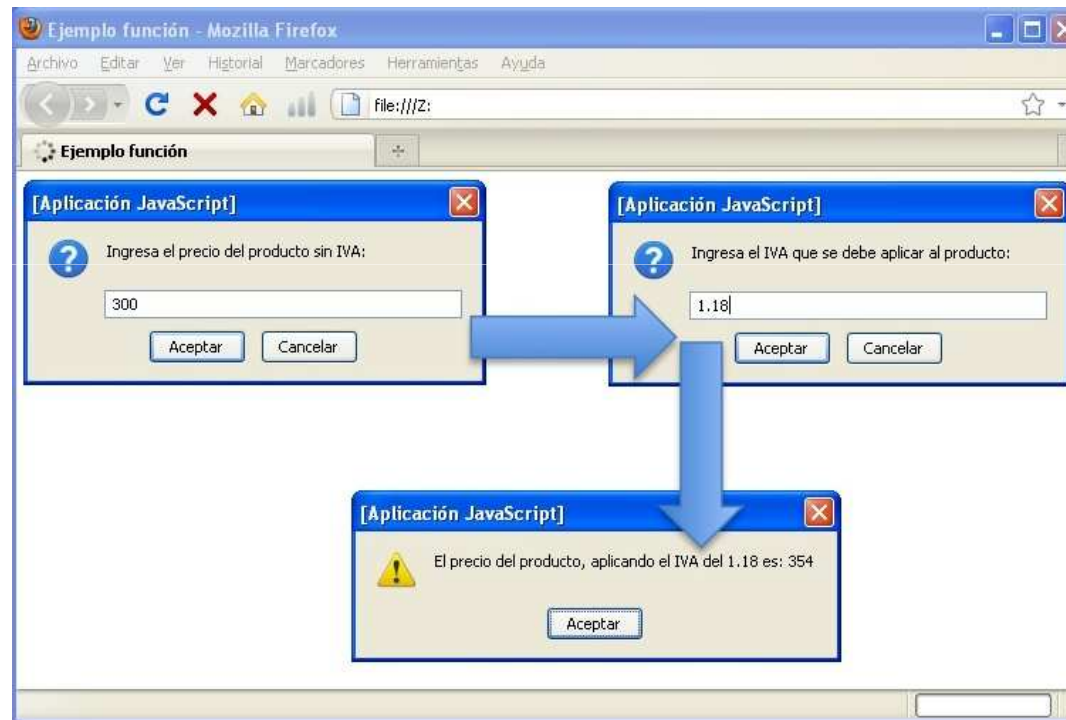 Ejemplo función - Mozilla Firefox
Archivo Editar Ver Historial Marcadores Herramientas Ayuda
file:///Z:
Ejemplo función
[Aplicación JavaScript]
Ingresa el precio del producto sin IVA:
300
Aceptar Cancelar
[Aplicación JavaScript]
Ingresa el IVA que se debe aplicar al producto:
1.18
Aceptar Cancelar
[Aplicación JavaScript]
El precio del producto, aplicando el IVA del 1.18 es: 354
Aceptar